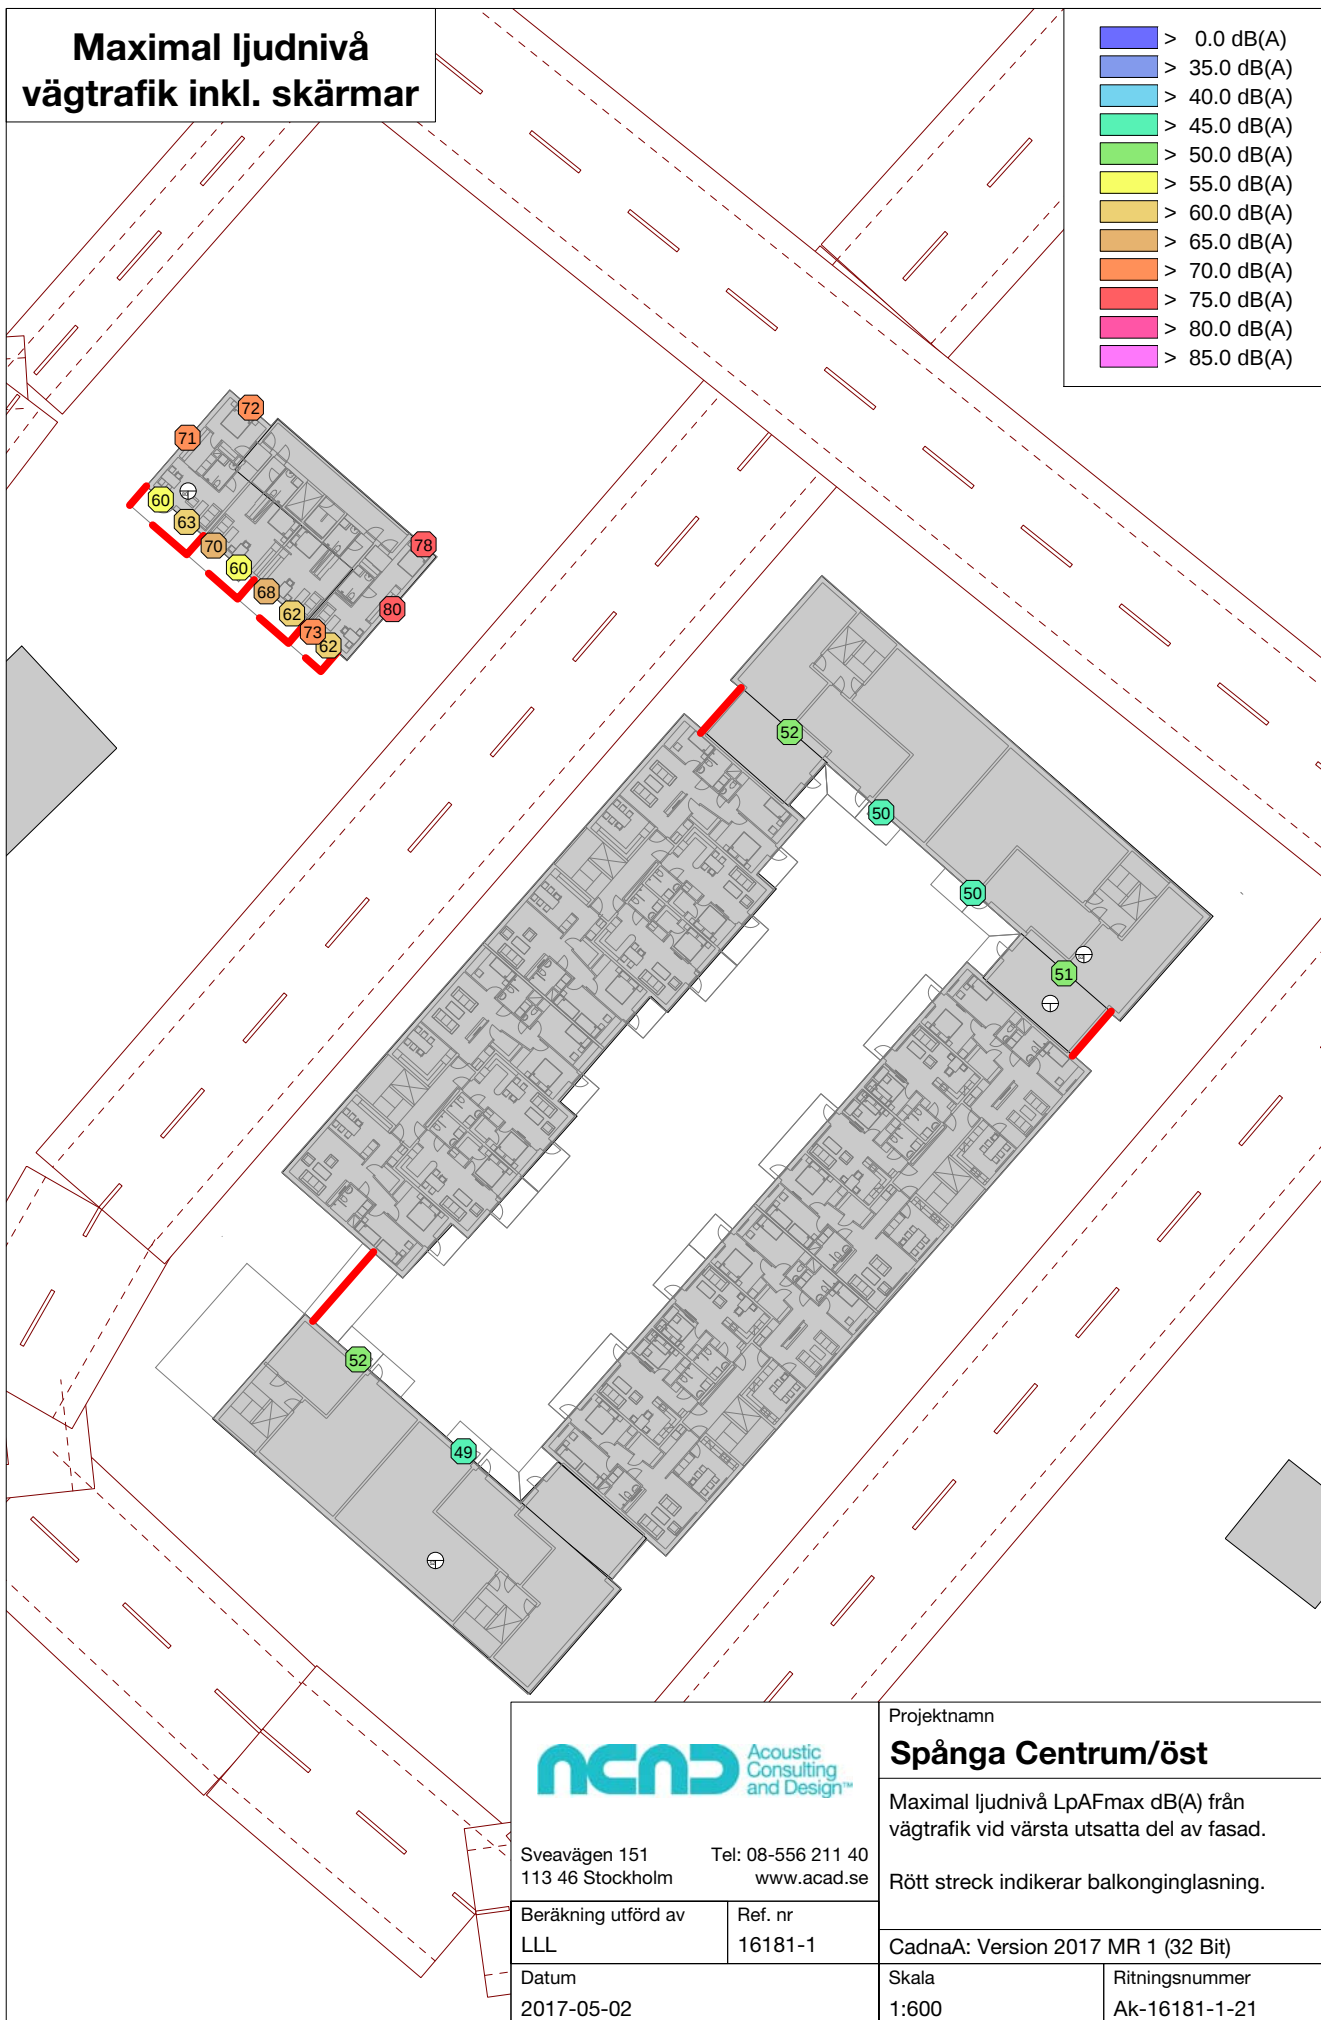 Maximal ljudnivå
vägtrafik inkl. skärmar
> 0.0 dB(A)
> 35.0 dB(A)
> 40.0 dB(A)
> 45.0 dB(A)
> 50.0 dB(A)
> 55.0 dB(A)
> 60.0 dB(A)
> 65.0 dB(A)
> 70.0 dB(A)
> 75.0 dB(A)
> 80.0 dB(A)
> 85.0 dB(A)
72
71
60
63
70
78
60
68
80
62
73
62
52
50
50
51
52
49
ACAD
Acoustic
Consulting
and Design™
Sveavägen 151
113 46 Stockholm
Tel: 08-556 211 40
www.acad.se
Beräkning utförd av
LLL
Ref. nr
16181-1
Datum
2017-05-02
Projektnamn
Spånga Centrum/öst
Maximal ljudnivå LpAFmax dB(A) från
vägtrafik vid värsta utsatta del av fasad.
Rött streck indikerar balkonginglasning.
CadnaA: Version 2017 MR 1 (32 Bit)
Skala
1:600
Ritningsnummer
Ak-16181-1-21